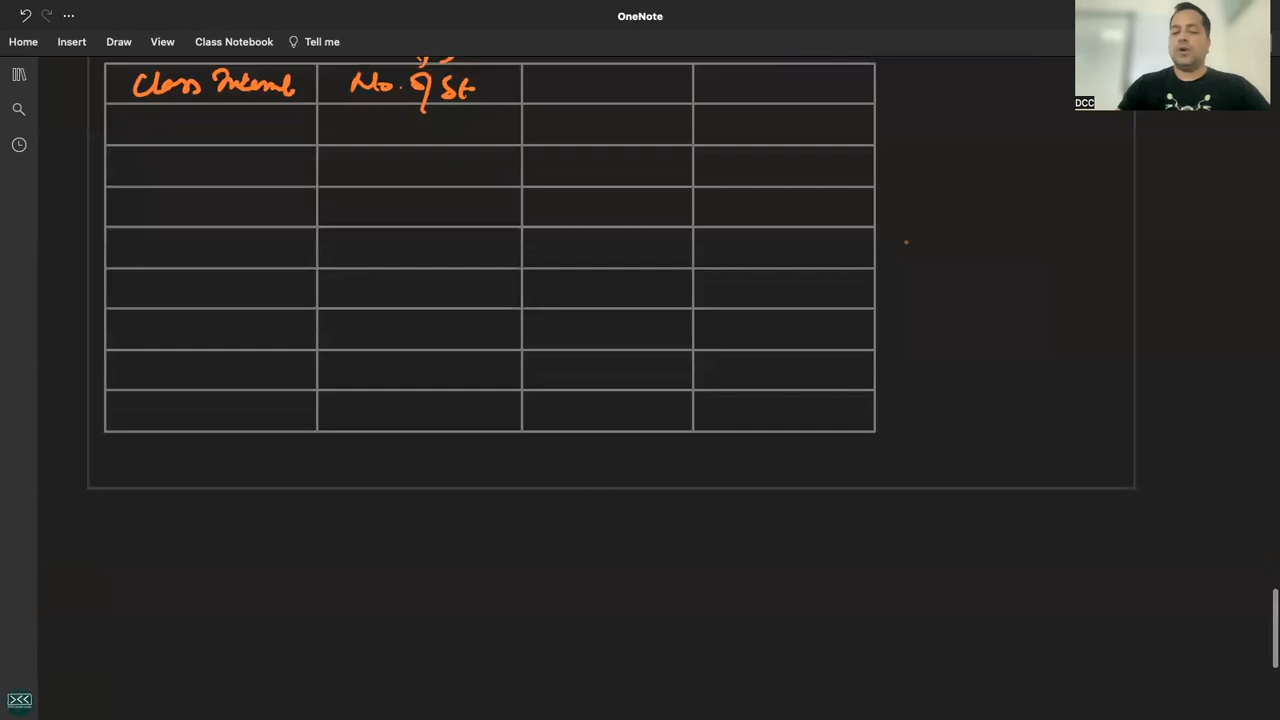 OneNote
Home Insert Draw View Class Notebook Tell me
Class Interval No. of St
DCC